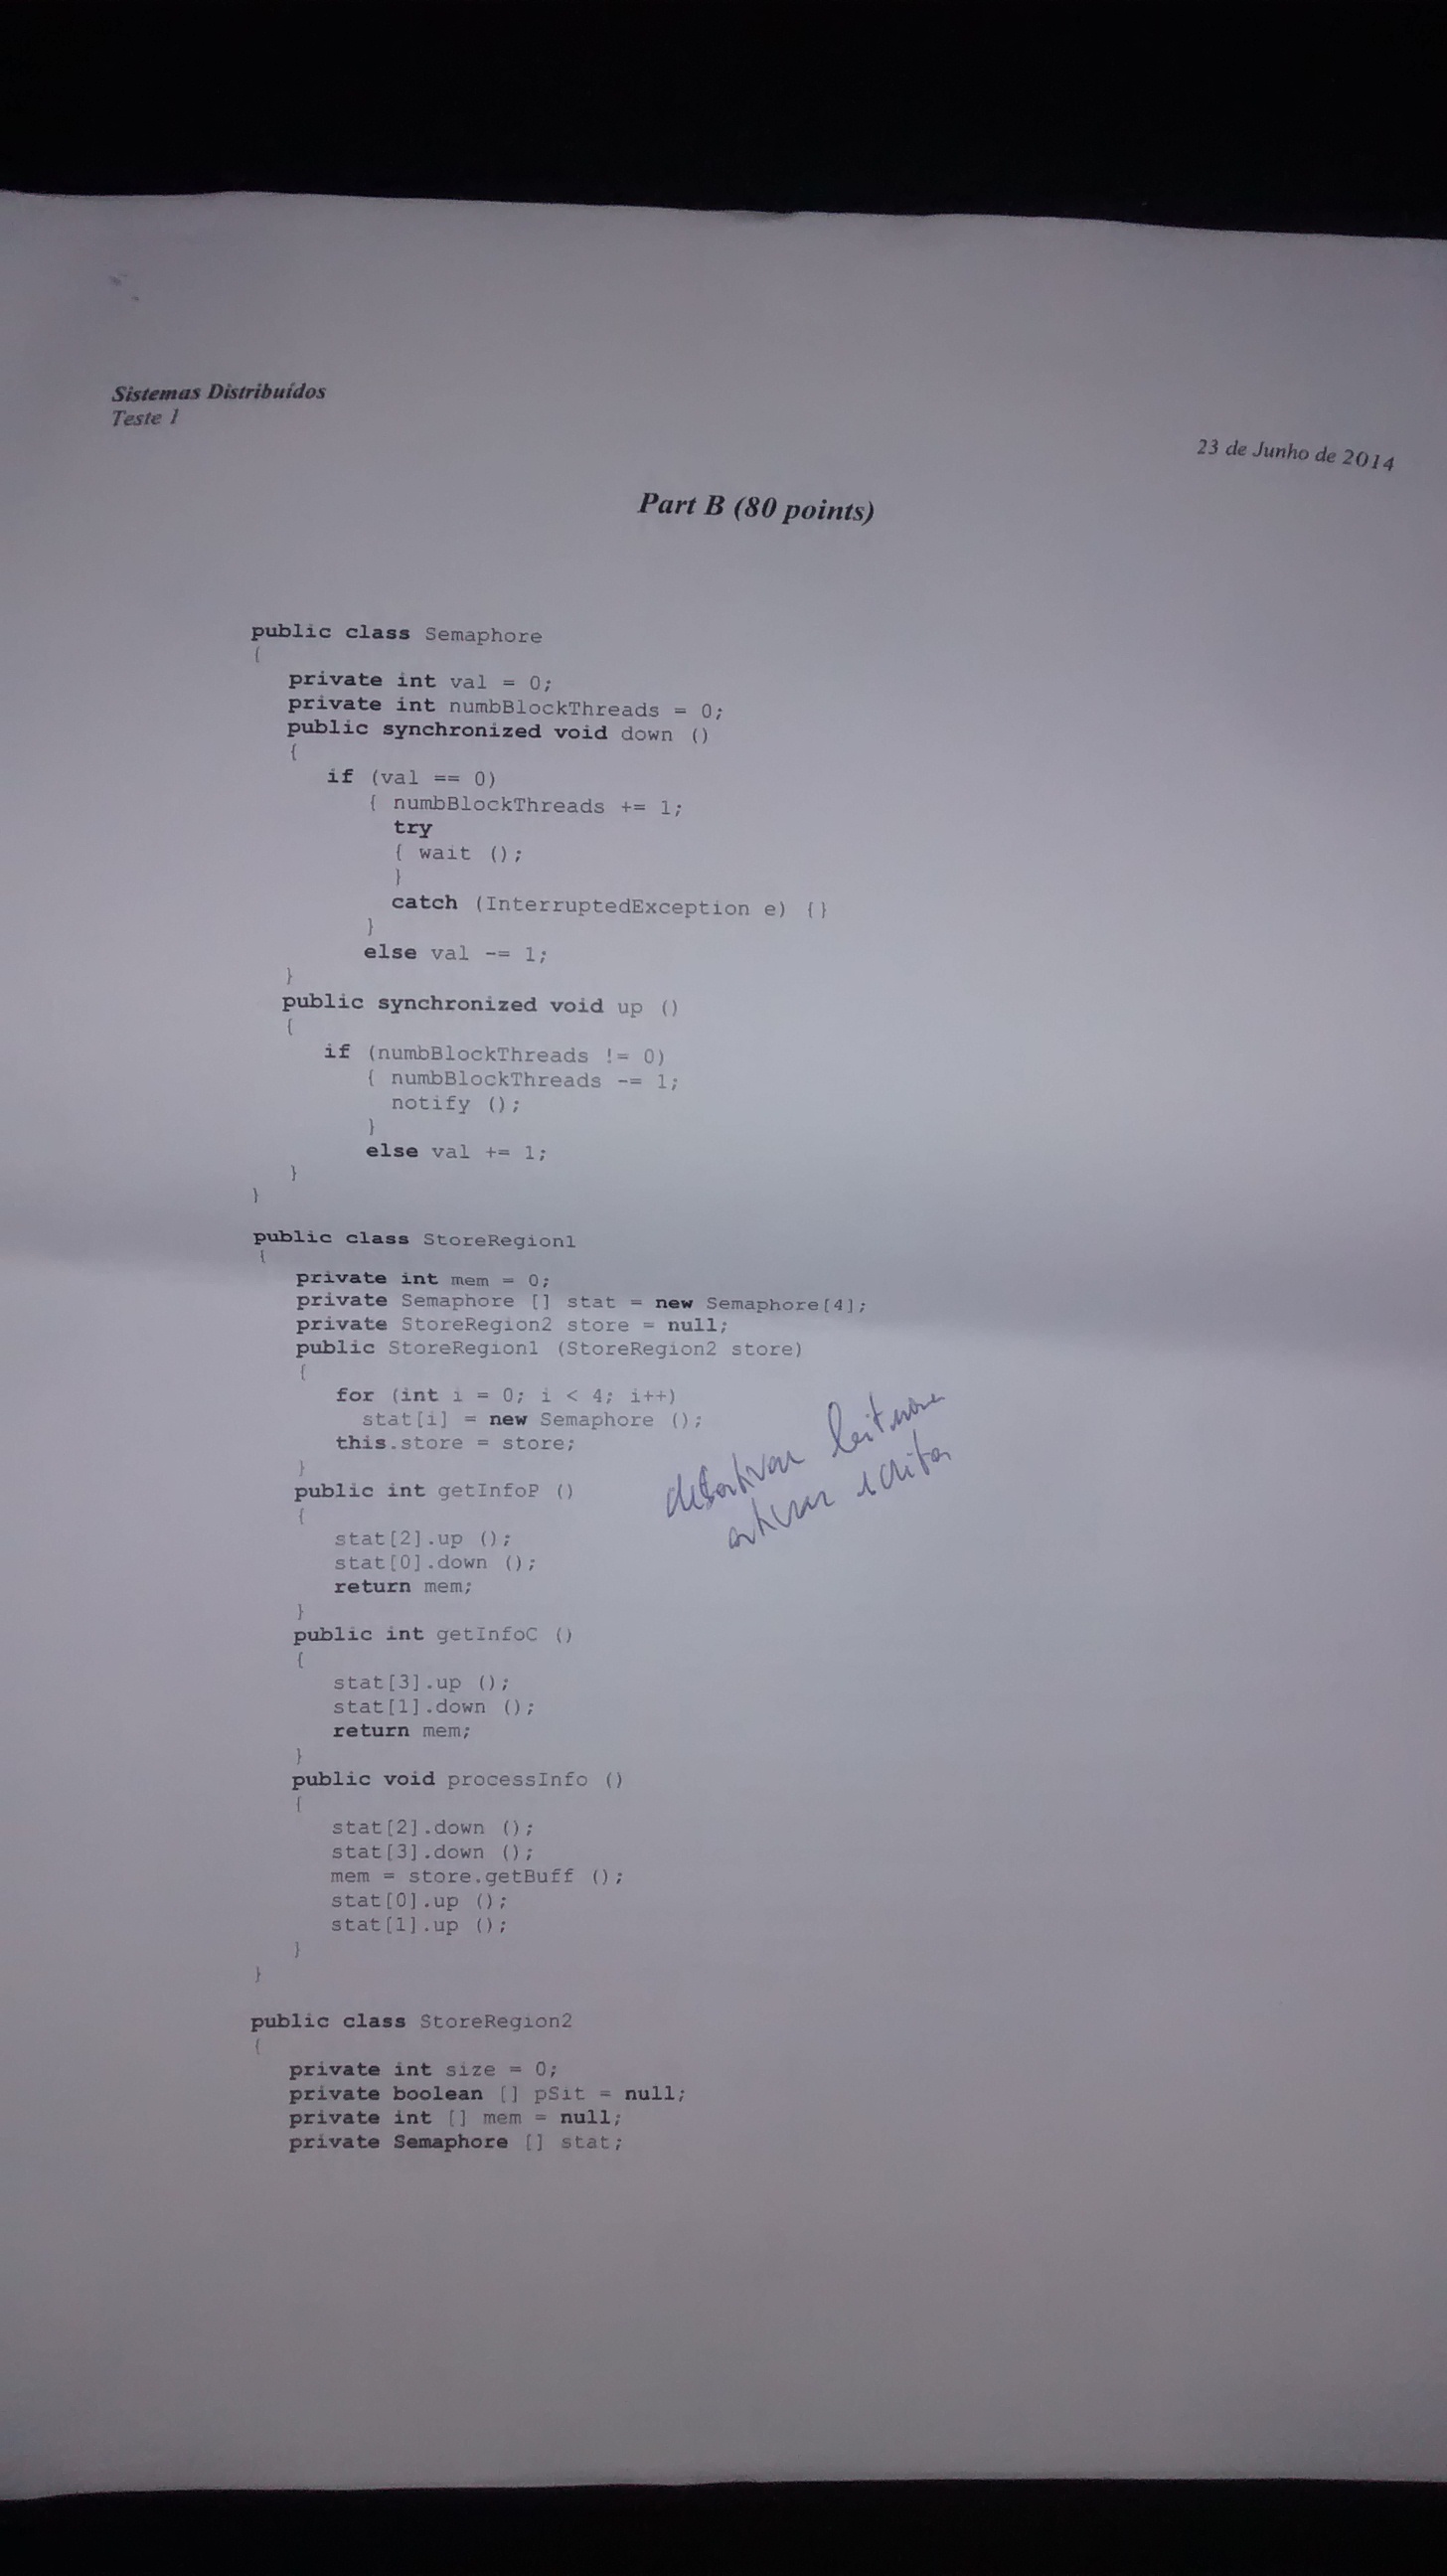 Sistemas Distribuídos
Teste 1
23 de Junho de 2014
Part B (80 points)
public class Semaphore
{
private int val = 0;
private int numbBlockThreads = 0;
public synchronized void down ()
{
if (val == 0)
{ numbBlockThreads += 1;
try
{ wait ();
}
catch (InterruptedException e) {}
}
else val -= 1;
}
public synchronized void up ()
{
if (numbBlockThreads != 0)
{ numbBlockThreads -= 1;
notify ();
}
else val += 1;
}
}
public class StoreRegion1
{
private int mem = 0;
private Semaphore [] stat = new Semaphore[4];
private StoreRegion2 store = null;
public StoreRegion1 (StoreRegion2 store)
{
for (int i = 0; i < 4; i++)
stat[i] = new Semaphore ();
this.store = store;
}
public int getInfoP ()
{
stat[2].up ();
stat[0].down ();
return mem;
}
public int getInfoC ()
{
stat[3].up ();
stat[1].down ();
return mem;
}
public void processInfo ()
{
stat[2].down ();
stat[3].down ();
mem = store.getBuff ();
stat[0].up ();
stat[1].up ();
}
}
public class StoreRegion2
{
private int size = 0;
private boolean [] pSit = null;
private int [] mem = null;
private Semaphore [] stat;